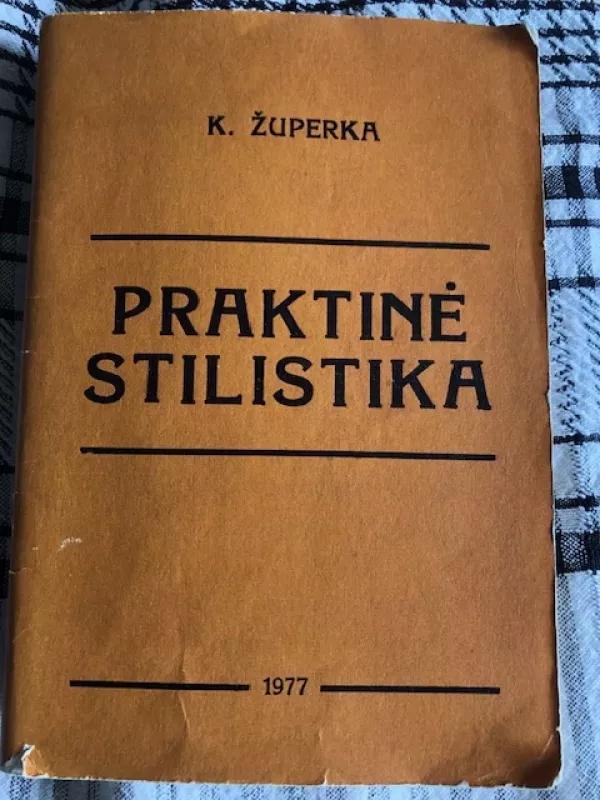 K. ŽUPERKA
PRAKTINĖ
STILISTIKA
1977